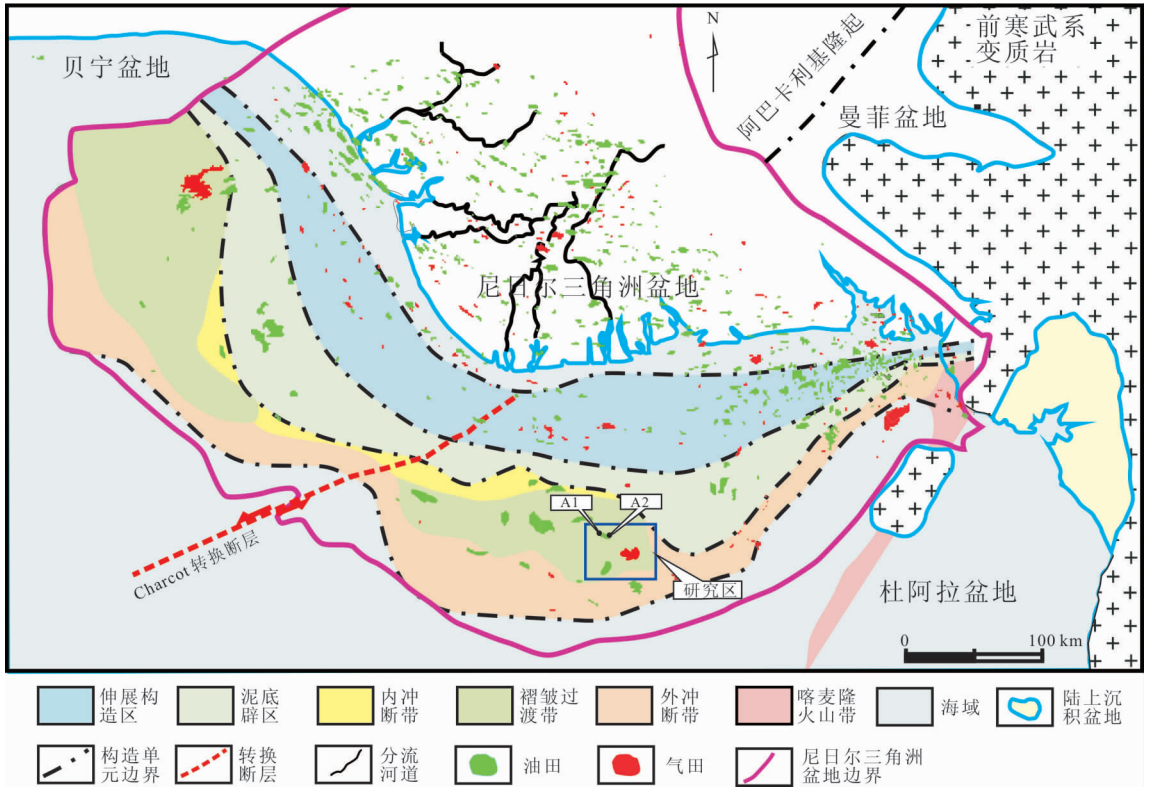 N
前寒武系
变质岩
贝宁盆地
阿巴卡利基隆起
曼菲盆地
尼日尔三角洲盆地
A1
A2
Charcot 转换断层
研究区
杜阿拉盆地
0
100 km
伸展构
造区
泥底
辟区
内冲
断带
褶皱过
渡带
外冲
断带
喀麦隆
火山带
海域
陆上沉
积盆地
构造单
元边界
转换
断层
分流
河道
油田
气田
尼日尔三角洲
盆地边界